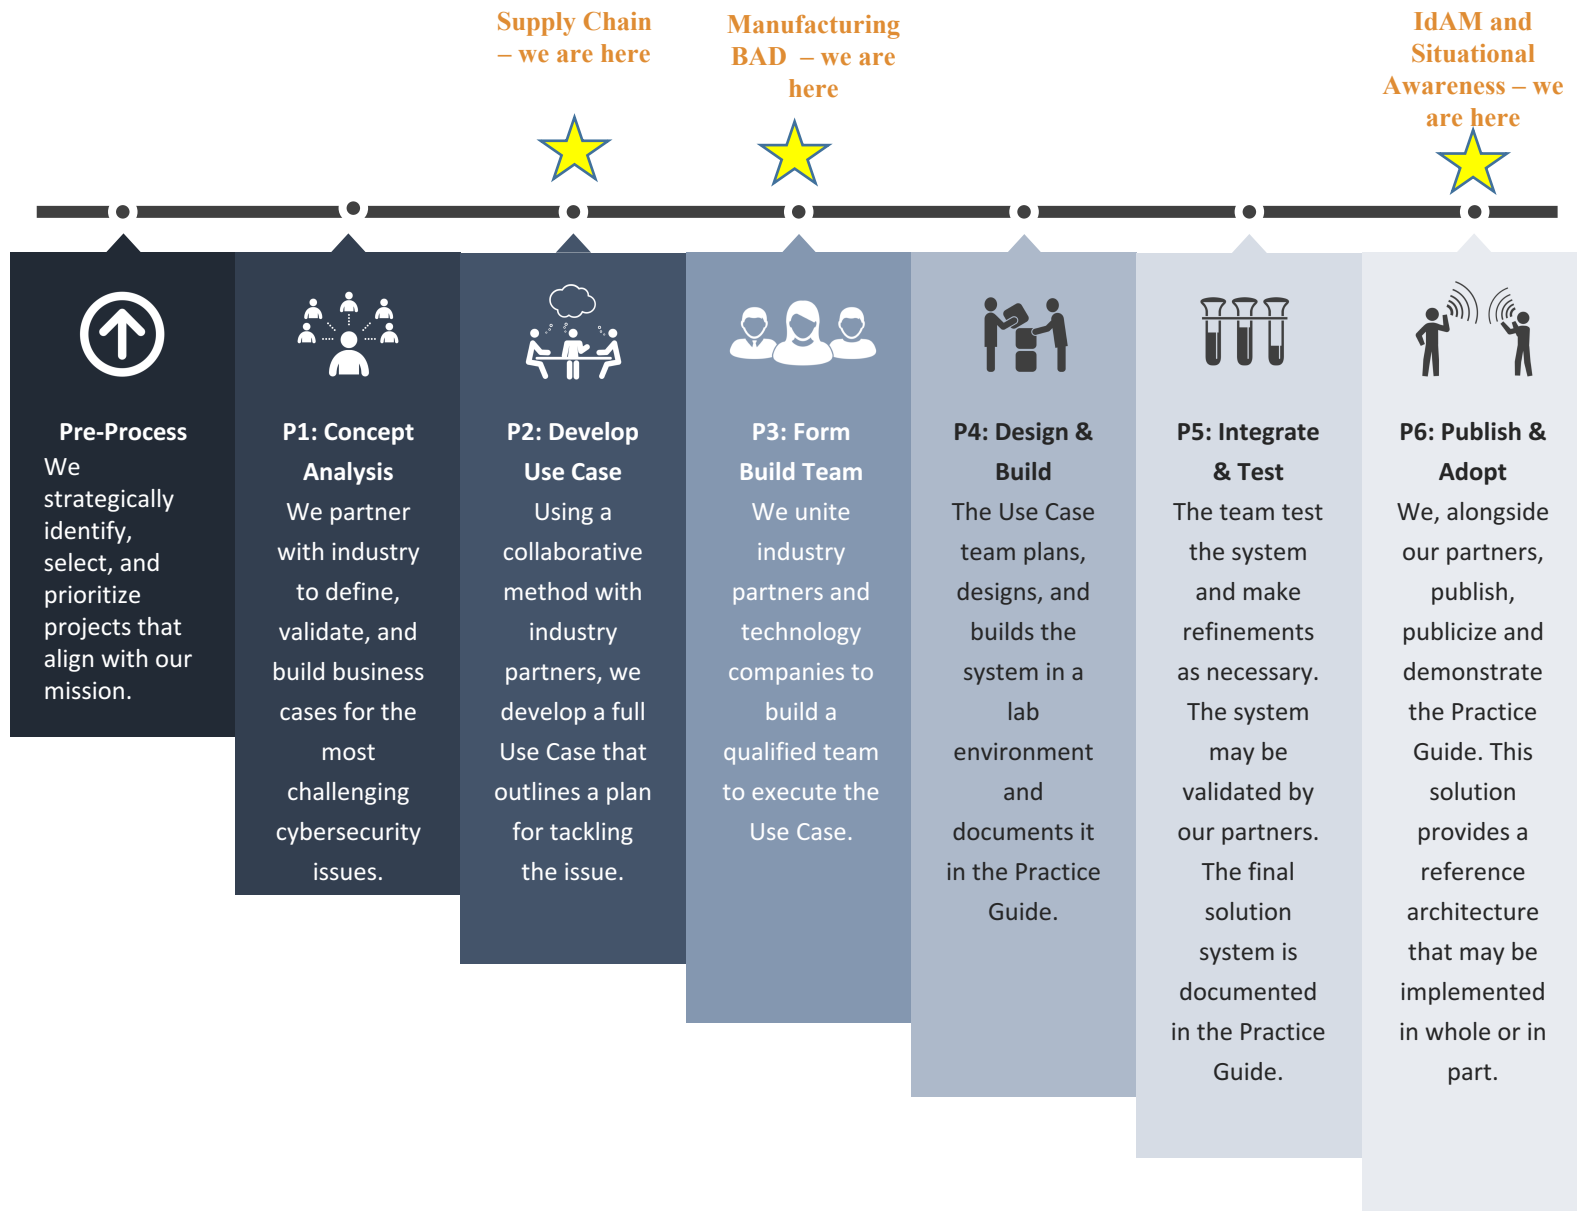 Supply Chain
– we are here
Manufacturing
BAD – we are
here
IdAM and
Situational
Awareness – we
are here
Pre-Process
We
strategically
identify,
select, and
prioritize
projects that
align with our
mission.
P1: Concept
Analysis
We partner
with industry
to define,
validate, and
build business
cases for the
most
challenging
cybersecurity
issues.
P2: Develop
Use Case
Using a
collaborative
method with
industry
partners, we
develop a full
Use Case that
outlines a plan
for tackling
the issue.
P3: Form
Build Team
We unite
industry
partners and
technology
companies to
build a
qualified team
to execute the
Use Case.
P4: Design &
Build
The Use Case
team plans,
designs, and
builds the
system in a
lab
environment
and
documents it
in the Practice
Guide.
P5: Integrate
& Test
The team test
the system
and make
refinements
as necessary.
The system
may be
validated by
our partners.
The final
solution
system is
documented
in the Practice
Guide.
P6: Publish &
Adopt
We, alongside
our partners,
publish,
publicize and
demonstrate
the Practice
Guide. This
solution
provides a
reference
architecture
that may be
implemented
in whole or in
part.